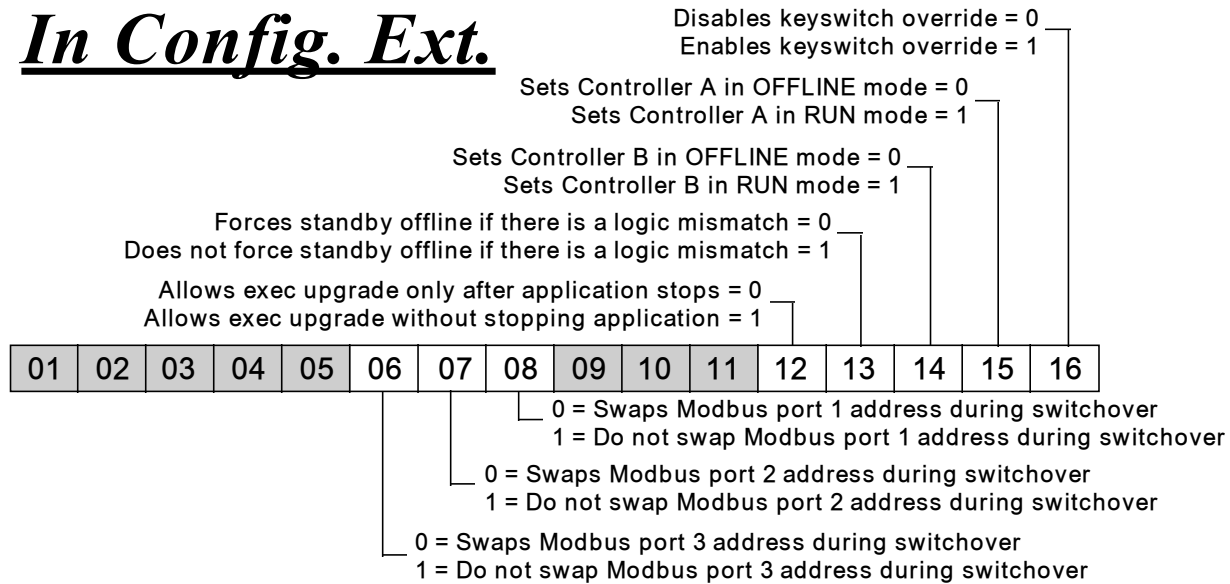 In Config. Ext.
Disables keyswitch override = 0
Enables keyswitch override = 1
Sets Controller A in OFFLINE mode = 0
Sets Controller A in RUN mode = 1
Sets Controller B in OFFLINE mode = 0
Sets Controller B in RUN mode = 1
Forces standby offline if there is a logic mismatch = 0
Does not force standby offline if there is a logic mismatch = 1
Allows exec upgrade only after application stops = 0
Allows exec upgrade without stopping application = 1
01 02 03 04 05 06 07 08 09 10 11 12 13 14 15 16
0 = Swaps Modbus port 1 address during switchover
1 = Do not swap Modbus port 1 address during switchover
0 = Swaps Modbus port 2 address during switchover
1 = Do not swap Modbus port 2 address during switchover
0 = Swaps Modbus port 3 address during switchover
1 = Do not swap Modbus port 3 address during switchover